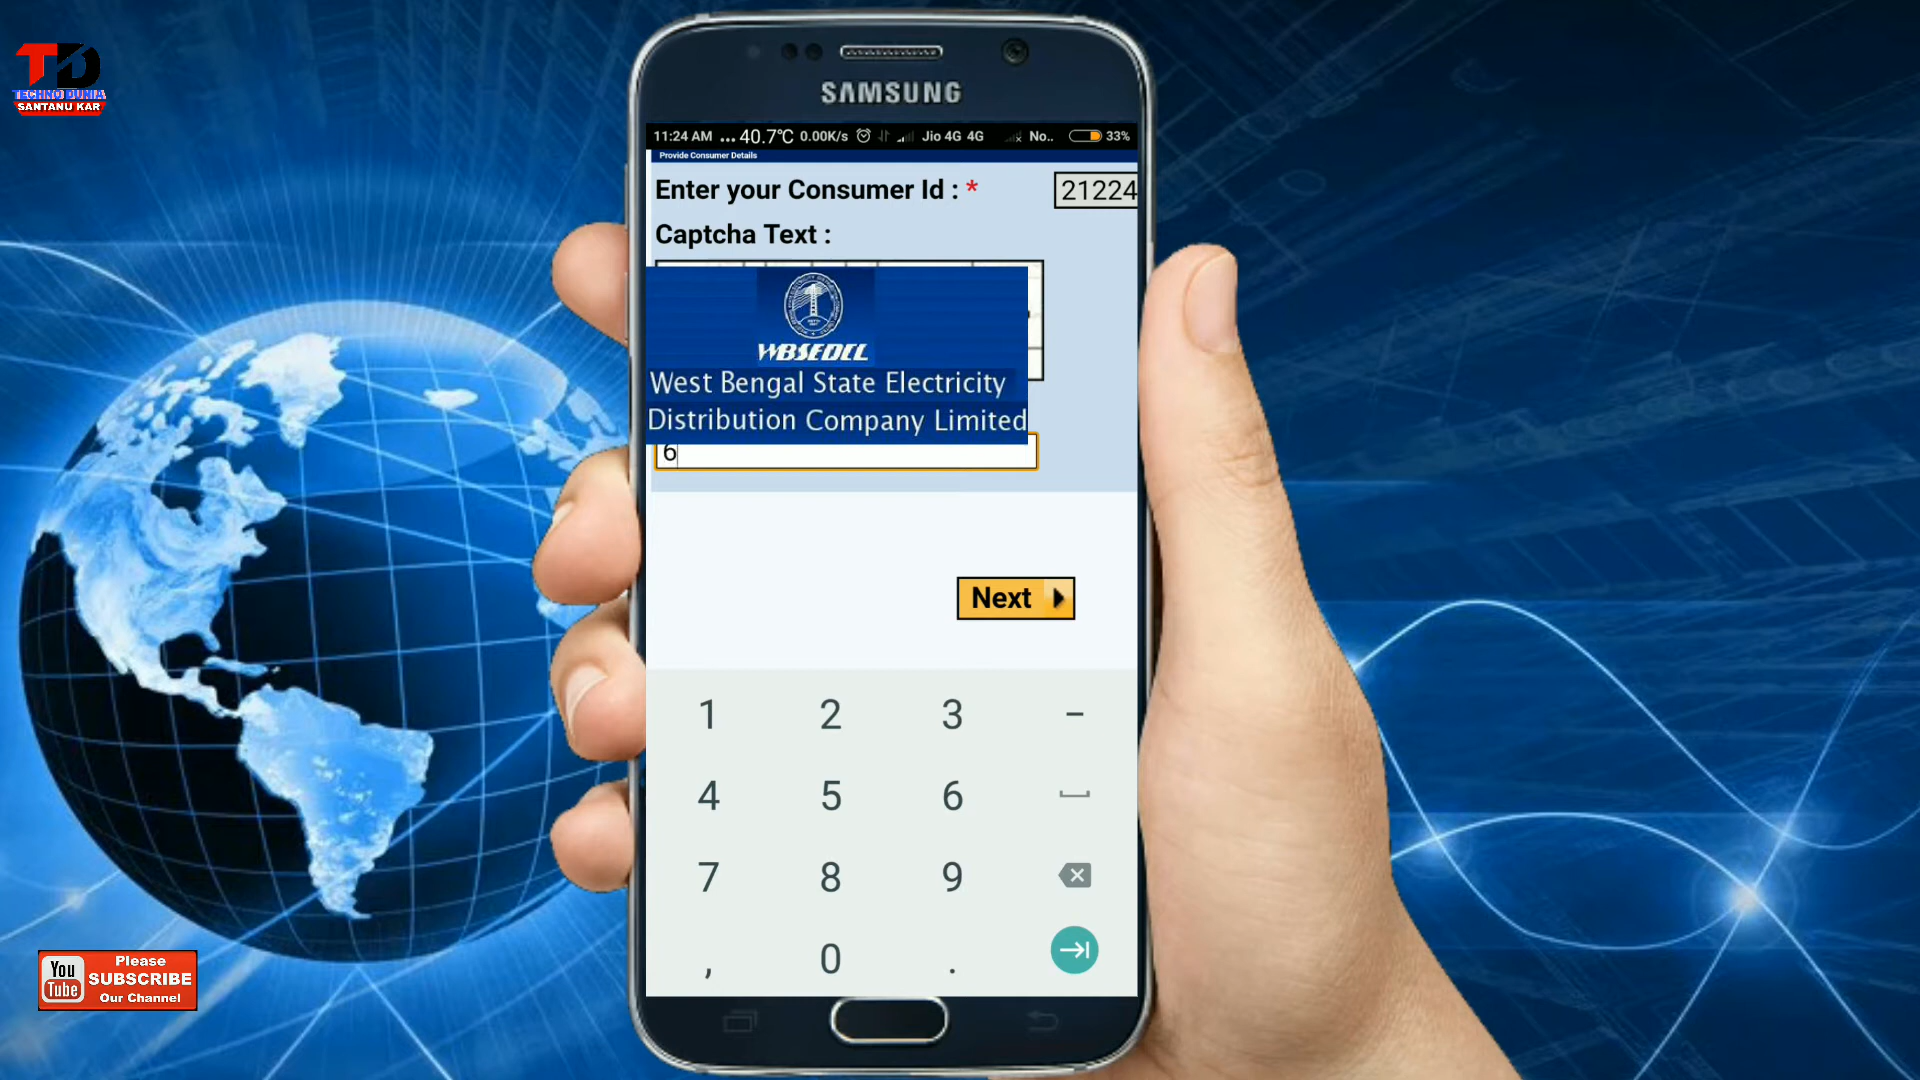 TD
TECHNO DUNIA
SANTANU KAR
SAMSUNG
11:24 AM ... 40.7℃ 0.00K/s Jio 4G 4G No.. 33%
Provide Consumer Details
Enter your Consumer Id : *
21224
Captcha Text :
WBSEDCL
West Bengal State Electricity
Distribution Company Limited
6
Next
1 2 3 –
4 5 6
7 8 9
, 0 .
You Tube
Please
SUBSCRIBE
Our Channel